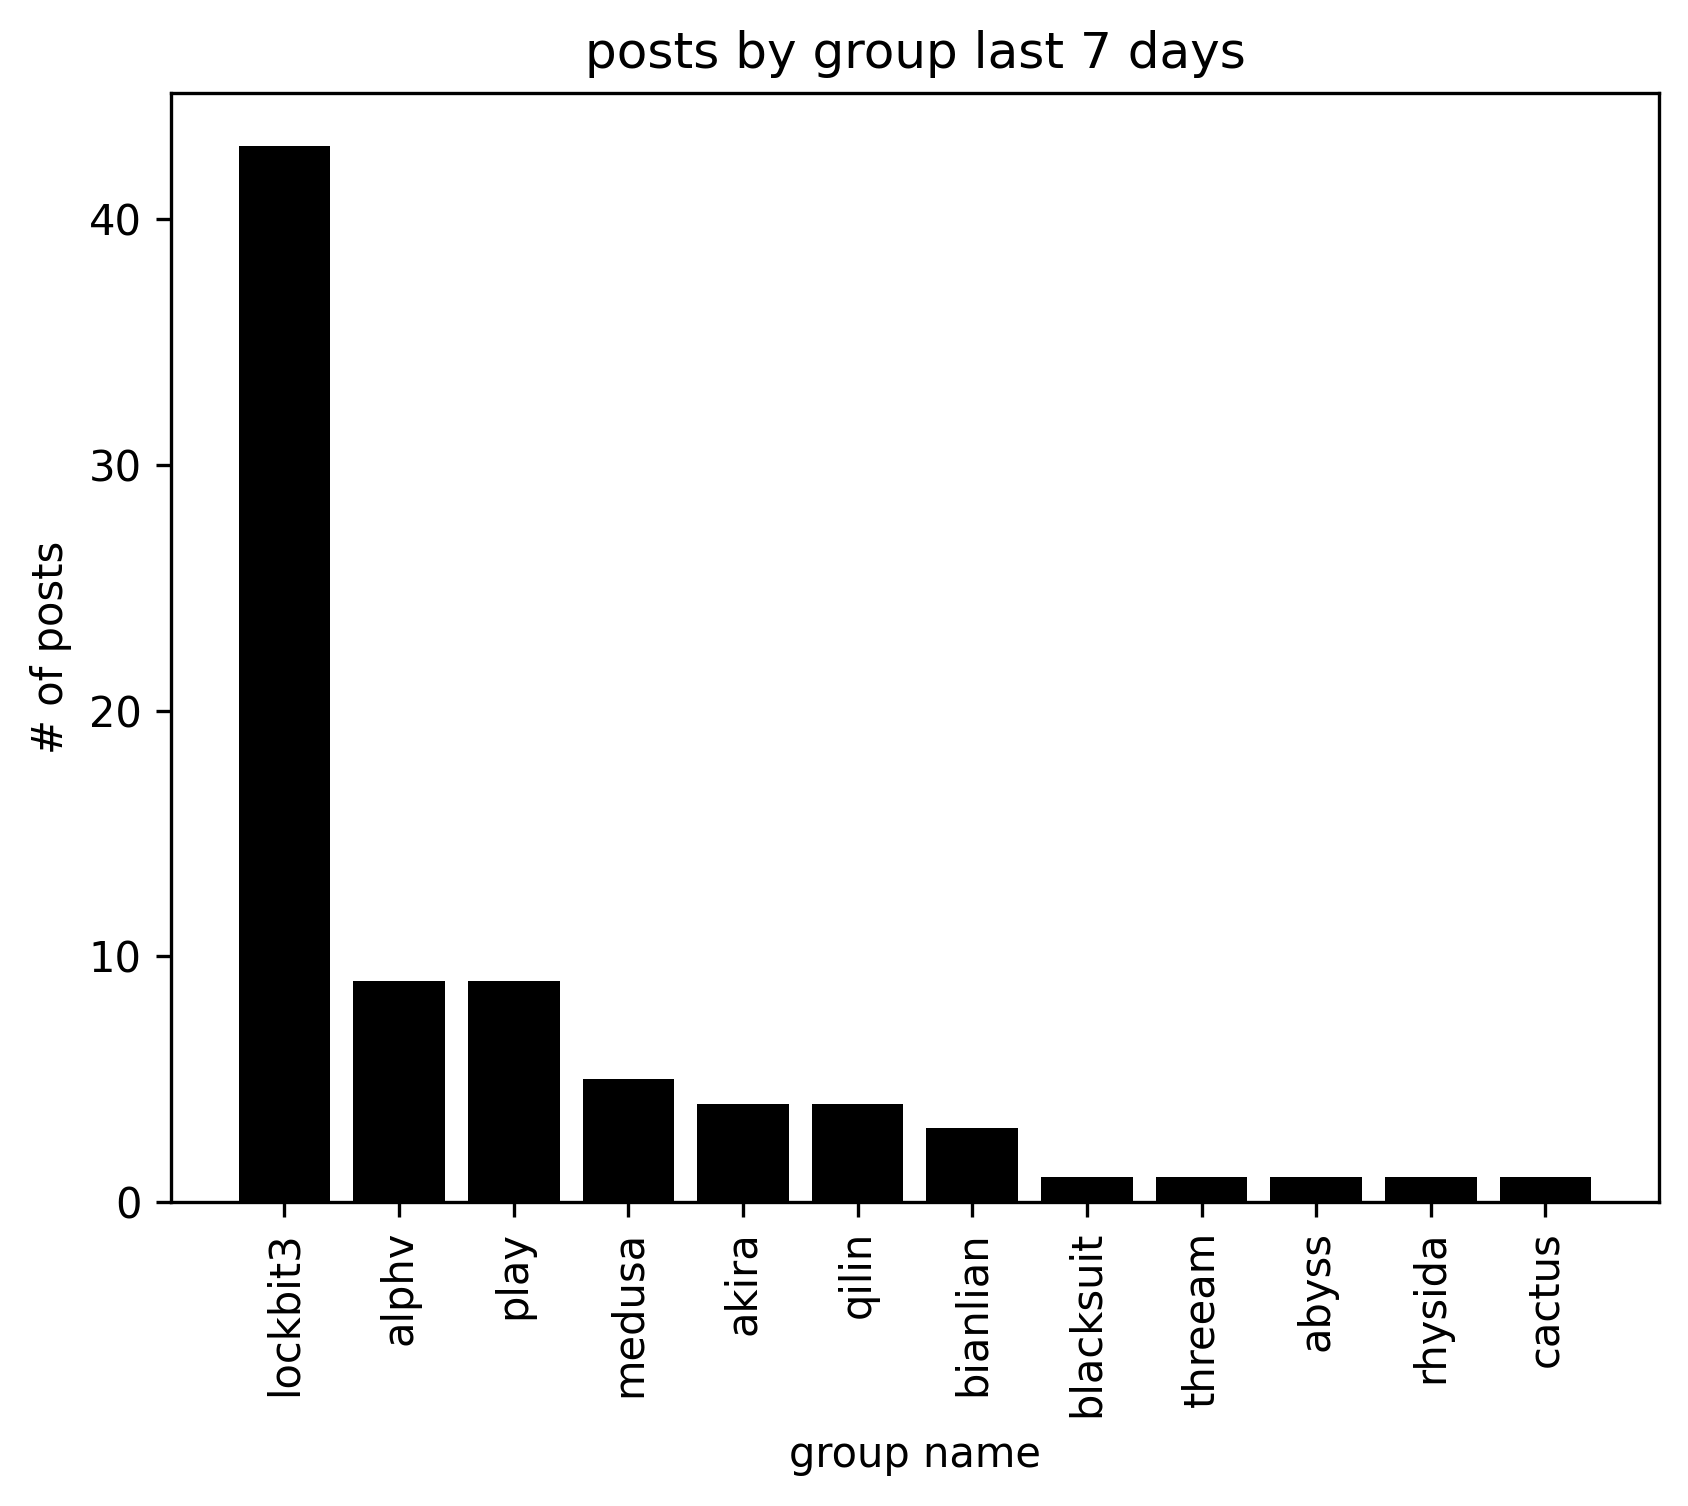 posts by group last 7 days
# of posts
40
30
20
10
0
lockbit3
alphv
play
medusa
akira
qilin
bianlian
blacksuit
threeam
abyss
rhysida
cactus
group name